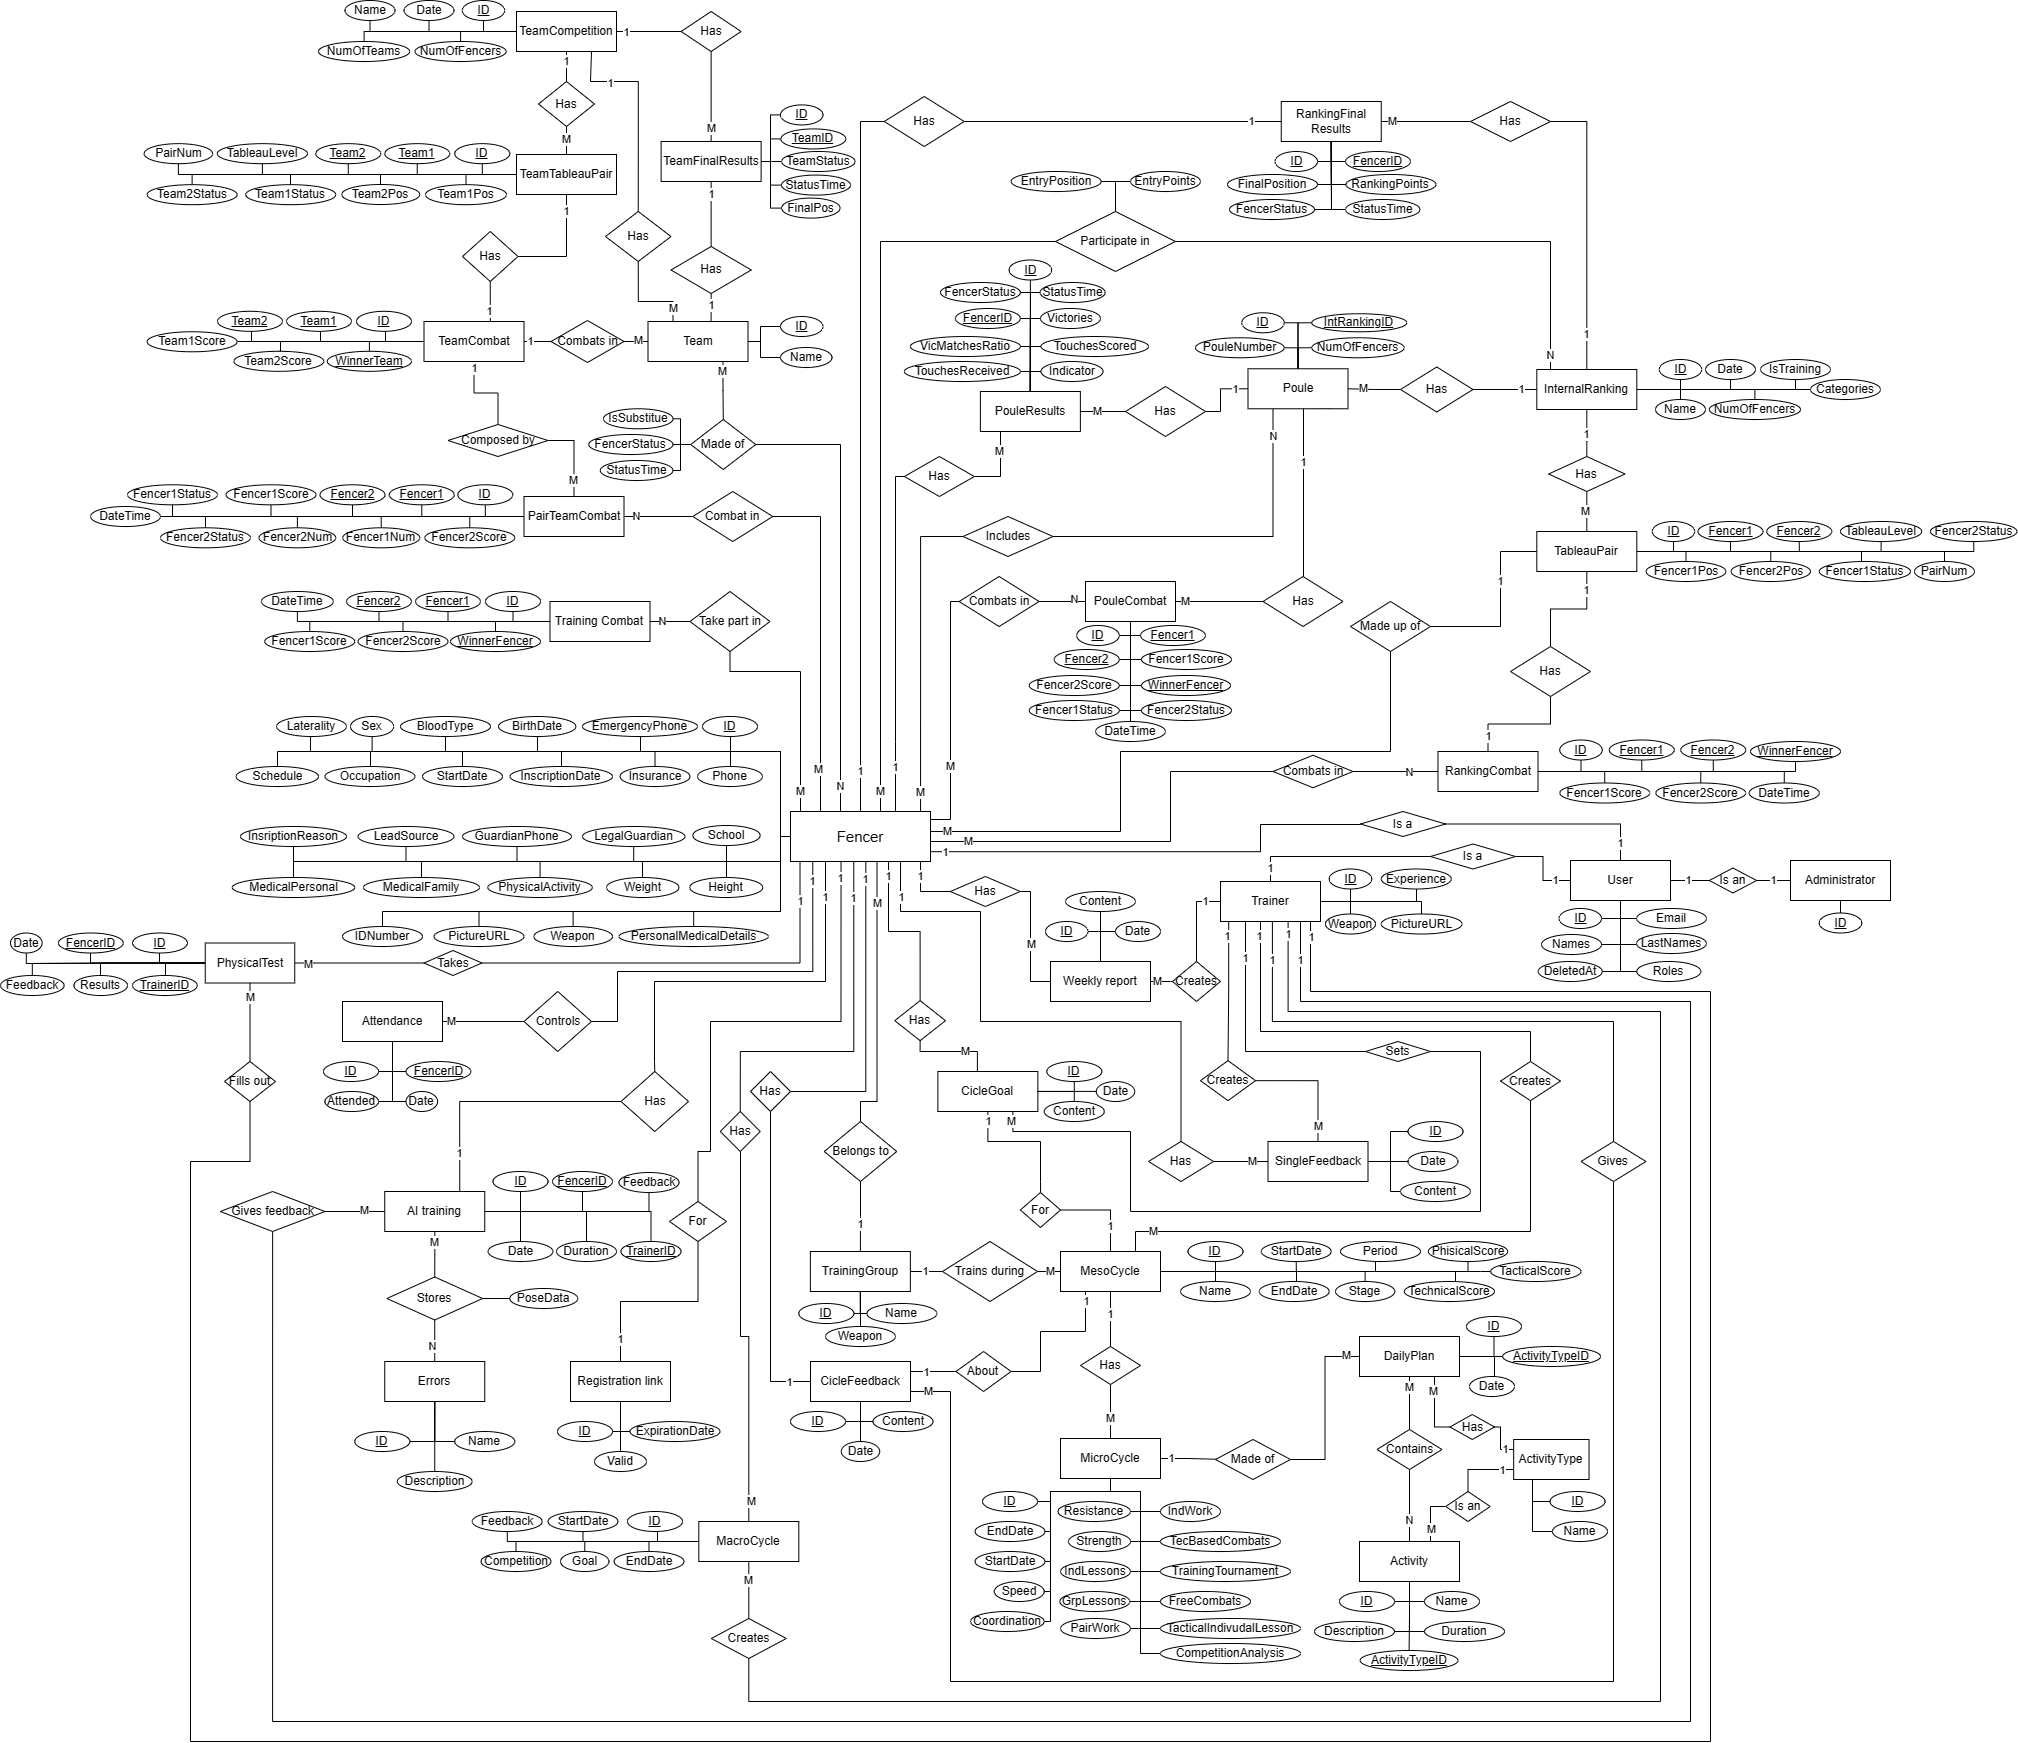 Name
Date
ID
TeamCompetition
1
Has
NumOfTeams
NumOfFencers
1
1
Has
M
M
ID
TeamID
TeamStatus
StatusTime
FinalPos
TeamFinalResults
PairNum
TableauLevel
Team2
Team1
ID
TeamTableauPair
Team2Status
Team1Status
Team2Pos
Team1Pos
1
1
Has
Has
Has
1
M
1
Team2
Team1
ID
Team1Score
TeamCombat
1
Combats in
M
Team
ID
Name
Team2Score
WinnerTeam
1
M
IsSubstitue
FencerStatus
StatusTime
Made of
Composed by
M
Fencer1Status
Fencer1Score
Fencer2
Fencer1
ID
DateTime
PairTeamCombat
N
Combat in
Fencer2Status
Fencer2Num
Fencer1Num
Fencer2Score
DateTime
Fencer2
Fencer1
ID
Training Combat
N
Take part in
Fencer1Score
Fencer2Score
WinnerFencer
Has
1
RankingFinal
Results
M
Has
ID
FencerID
FinalPosition
RankingPoints
FencerStatus
StatusTime
EntryPosition
EntryPoints
Participate in
ID
FencerStatus
StatusTime
FencerID
Victories
VicMatchesRatio
TouchesScored
TouchesReceived
Indicator
PouleResults
M
Has
1
M
Has
ID
IntRankingID
PouleNumber
NumOfFencers
Poule
M
Has
1
N
1
N
1
InternalRanking
ID
Date
IsTraining
Categories
Name
NumOfFencers
1
Has
M
Includes
TableauPair
ID
Fencer1
Fencer2
TableauLevel
Fencer2Status
Fencer1Pos
Fencer2Pos
Fencer1Status
PairNum
1
1
Combats in
N
PouleCombat
M
Has
Made up of
Has
ID
Fencer1
Fencer2
Fencer1Score
Fencer2Score
WinnerFencer
Fencer1Status
Fencer2Status
DateTime
1
Combats in
N
RankingCombat
ID
Fencer1
Fencer2
WinnerFencer
Fencer1Score
Fencer2Score
DateTime
Laterality
Sex
BloodType
BirthDate
EmergencyPhone
ID
Schedule
Occupation
StartDate
InscriptionDate
Insurance
Phone
M
M
N
1
M
1
M
M
Fencer
M
M
1
InsriptionReason
LeadSource
GuardianPhone
LegalGuardian
School
MedicalPersonal
MedicalFamily
PhysicalActivity
Weight
Height
IDNumber
PictureURL
Weapon
PersonalMedicalDetails
1
1
1
1
1
1
M
1
1
1
Is a
1
Is a
1
1
User
1
Is an
1
Administrator
ID
ID
Email
Names
LastNames
DeletedAt
Roles
Trainer
1
ID
Experience
Weapon
PictureURL
1
1
1
1
1
1
1
Has
M
Content
ID
Date
Weekly report
M
Creates
Date
FencerID
ID
PhysicalTest
M
Takes
Feedback
Results
TrainerID
M
Fills out
Attendance
M
Controls
ID
FencerID
Attended
Date
Has
1
Gives feedback
M
AI training
ID
FencerID
Feedback
Date
Duration
TrainerID
M
Stores
PoseData
N
Errors
ID
Name
Description
For
1
Registration link
ID
ExpirationDate
Valid
Has
Has
Belongs to
1
Has
M
CicleGoal
ID
Date
Content
1
M
Sets
Creates
M
Creates
Has
M
SingleFeedback
ID
Date
Content
Gives
For
1
M
TrainingGroup
1
Trains during
M
MesoCycle
ID
Name
Weapon
ID
StartDate
Period
PhisicalScore
TacticalScore
Name
EndDate
Stage
TechnicalScore
1
1
1
CicleFeedback
1
About
M
ID
Content
Date
Has
M
MicroCycle
1
Made of
M
DailyPlan
ID
ActivityTypeID
Date
M
M
Contains
Has
1
ActivityType
1
ID
Name
Is an
N
M
Activity
ID
Name
Description
Duration
ActivityTypeID
ID
EndDate
StartDate
Speed
Coordination
Resistance
IndWork
Strength
TecBasedCombats
IndLessons
TrainingTournament
GrpLessons
FreeCombats
PairWork
TacticalIndivudalLesson
CompetitionAnalysis
M
Feedback
StartDate
ID
MacroCycle
Competition
Goal
EndDate
M
Creates